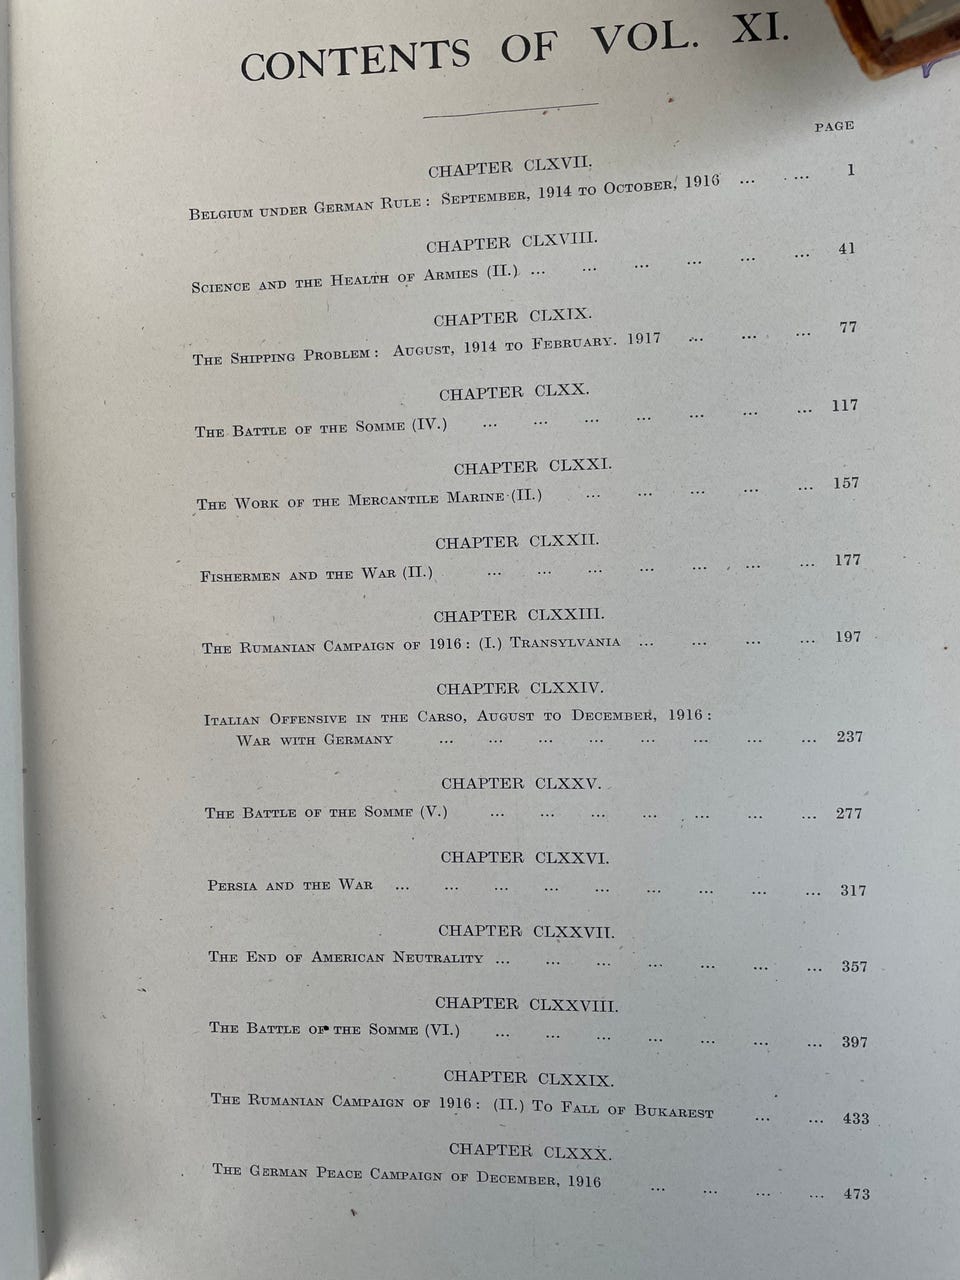 CONTENTS OF VOL. XI.
PAGE
CHAPTER CLXVII.
BELGIUM UNDER GERMAN RULE: SEPTEMBER, 1914 TO OCTOBER, 1916 ... ... 1
CHAPTER CLXVIII.
SCIENCE AND THE HEALTH OF ARMIES (II.) ... ... ... ... ... ... 41
CHAPTER CLXIX.
THE SHIPPING PROBLEM: AUGUST, 1914 TO FEBRUARY. 1917 ... ... ... 77
CHAPTER CLXX.
THE BATTLE OF THE SOMME (IV.) ... ... ... ... ... ... ... 117
CHAPTER CLXXI.
THE WORK OF THE MERCANTILE MARINE (II.) ... ... ... ... ... 157
CHAPTER CLXXII.
FISHERMEN AND THE WAR (II.) ... ... ... ... ... ... ... 177
CHAPTER CLXXIII.
THE RUMANIAN CAMPAIGN OF 1916: (I.) TRANSYLVANIA ... ... ... ... 197
CHAPTER CLXXIV.
ITALIAN OFFENSIVE IN THE CARSO, AUGUST TO DECEMBER, 1916:
WAR WITH GERMANY ... ... ... ... ... ... ... ... 237
CHAPTER CLXXV.
THE BATTLE OF THE SOMME (V.) ... ... ... ... ... ... ... 277
CHAPTER CLXXVI.
PERSIA AND THE WAR ... ... ... ... ... ... ... ... ... 317
CHAPTER CLXXVII.
THE END OF AMERICAN NEUTRALITY ... ... ... ... ... ... ... 357
CHAPTER CLXXVIII.
THE BATTLE OF THE SOMME (VI.) ... ... ... ... ... ... ... 397
CHAPTER CLXXIX.
THE RUMANIAN CAMPAIGN OF 1916: (II.) TO FALL OF BUKAREST ... ... 433
CHAPTER CLXXX.
THE GERMAN PEACE CAMPAIGN OF DECEMBER, 1916 ... ... ... ... 473